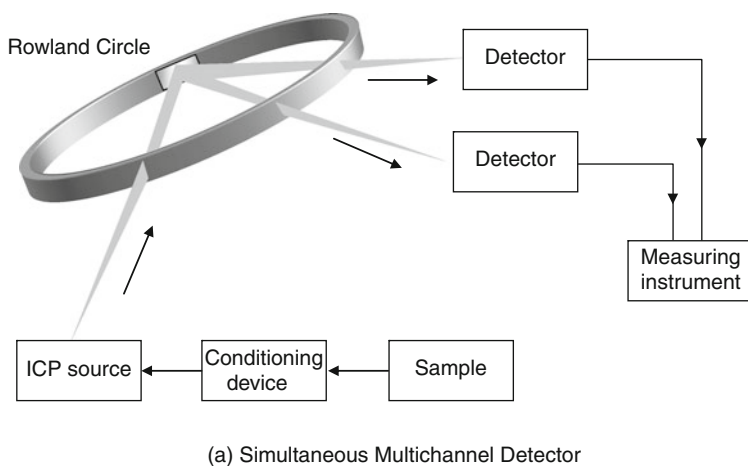 Rowland Circle
Detector
Detector
Measuring
instrument
ICP source
Conditioning
device
Sample
(a) Simultaneous Multichannel Detector